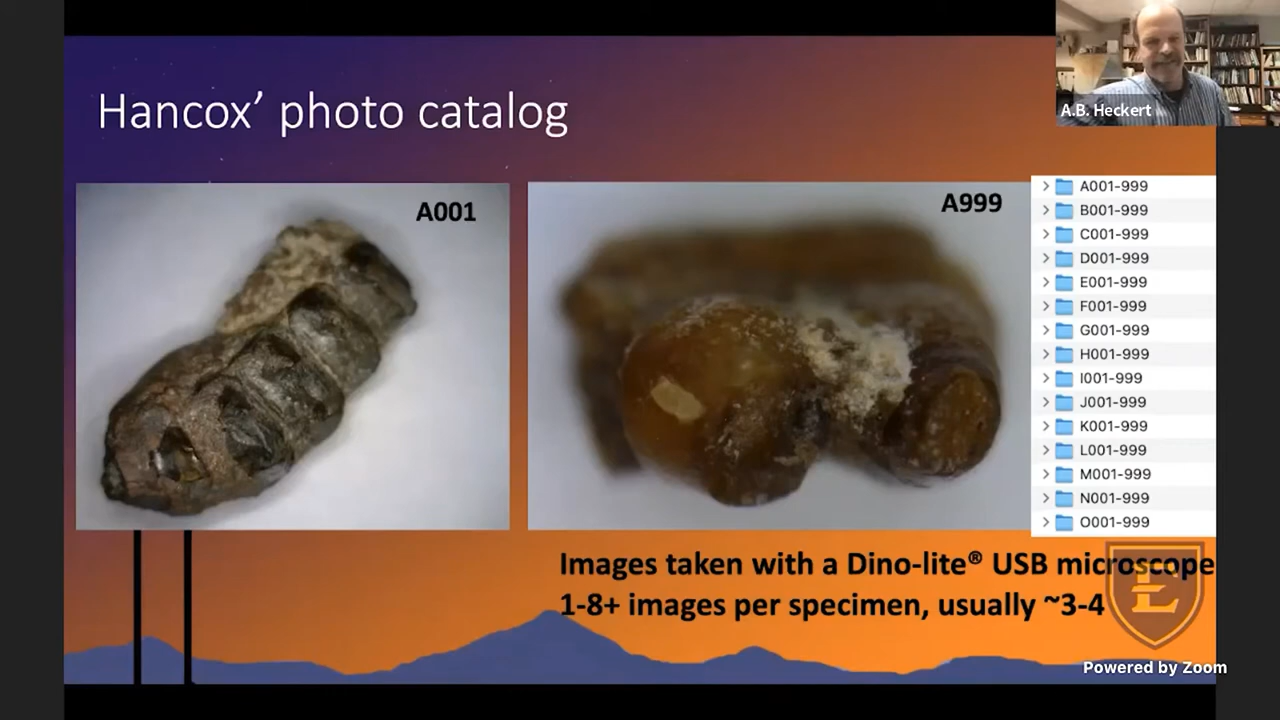 Hancox’ photo catalog
A.B. Heckert
A001
A999
A001-999
B001-999
C001-999
D001-999
E001-999
F001-999
G001-999
H001-999
I001-999
J001-999
K001-999
L001-999
M001-999
N001-999
O001-999
Images taken with a Dino-lite® USB microscope
1-8+ images per specimen, usually ~3-4
E
Powered by Zoom